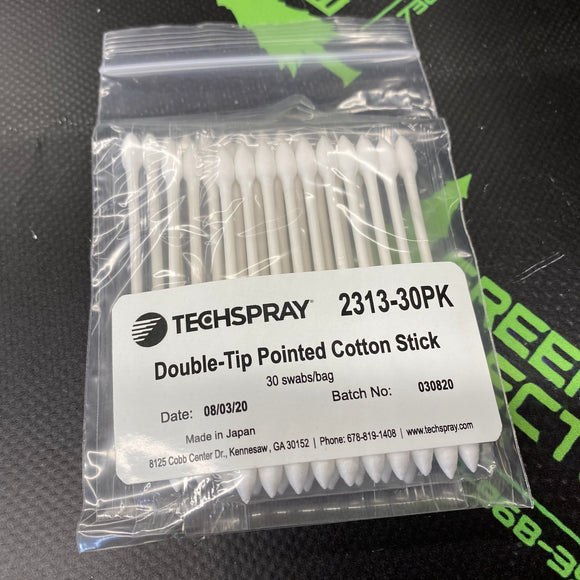 TECHSPRAY® 2313-30PK
Double-Tip Pointed Cotton Stick
30 swabs/bag
Date: 08/03/20 Batch No: 030820
Made in Japan
8125 Cobb Center Dr., Kennesaw, GA 30152 | Phone: 678-819-1408 | www.techspray.com